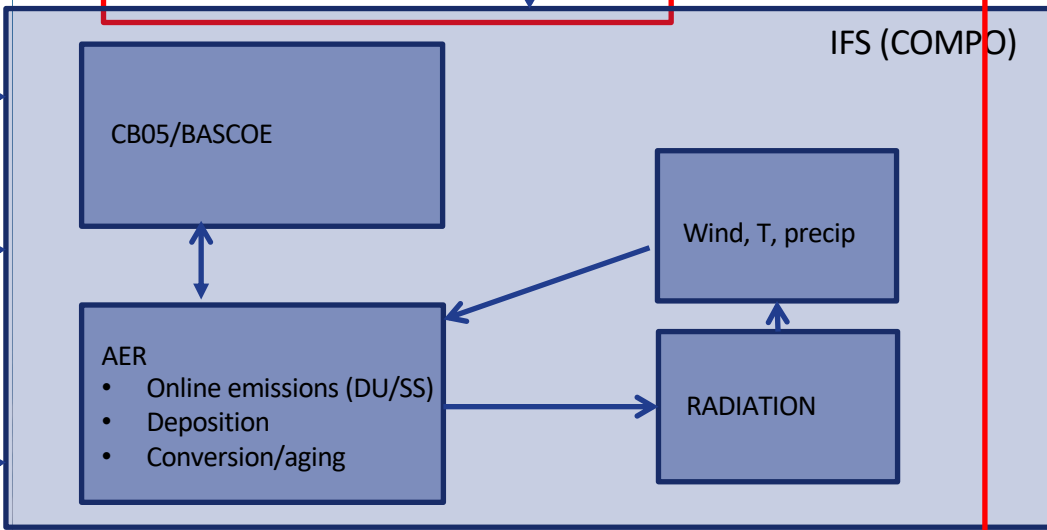 IFS (COMPO)
CB05/BASCOE
Wind, T, precip
AER
• Online emissions (DU/SS)
• Deposition
• Conversion/aging
RADIATION